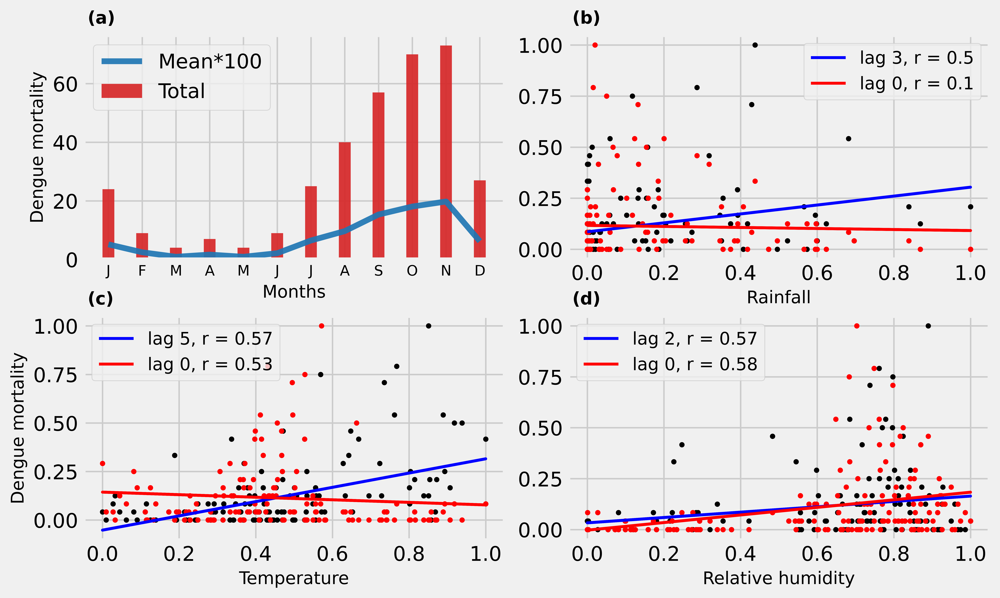 (a)
Mean*100
Total
60
40
20
0
Dengue mortality
J F M A M J J A S O N D
Months
(b)
lag 3, r = 0.5
lag 0, r = 0.1
1.00
0.75
0.50
0.25
0.00
0.0 0.2 0.4 0.6 0.8 1.0
Rainfall
(c)
lag 5, r = 0.57
lag 0, r = 0.53
1.00
0.75
0.50
0.25
0.00
Dengue mortality
0.0 0.2 0.4 0.6 0.8 1.0
Temperature
(d)
lag 2, r = 0.57
lag 0, r = 0.58
1.00
0.75
0.50
0.25
0.00
0.0 0.2 0.4 0.6 0.8 1.0
Relative humidity